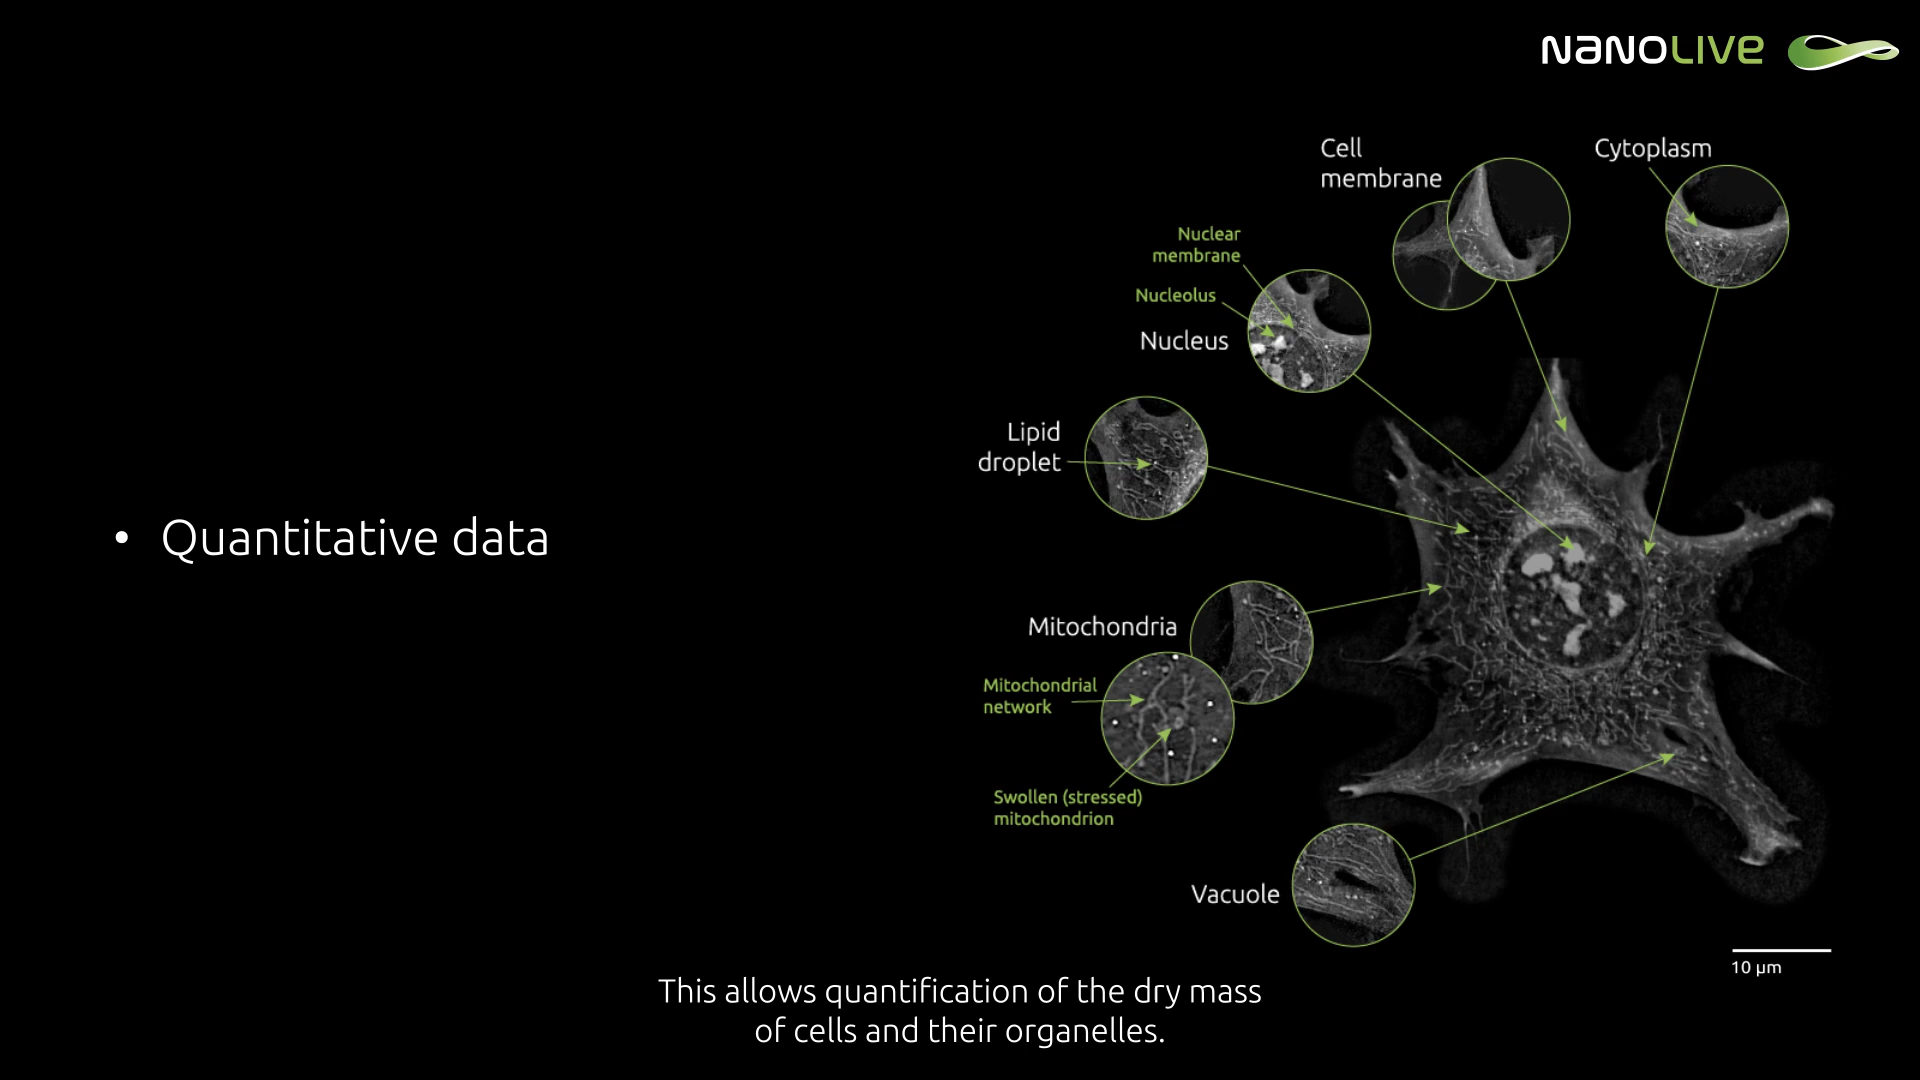 NANOLIVE
Cell
membrane
Cytoplasm
Nuclear
membrane
Nucleolus
Nucleus
Lipid
droplet
• Quantitative data
Mitochondria
Mitochondrial
network
Swollen (stressed)
mitochondrion
Vacuole
10 µm
This allows quantification of the dry mass
of cells and their organelles.